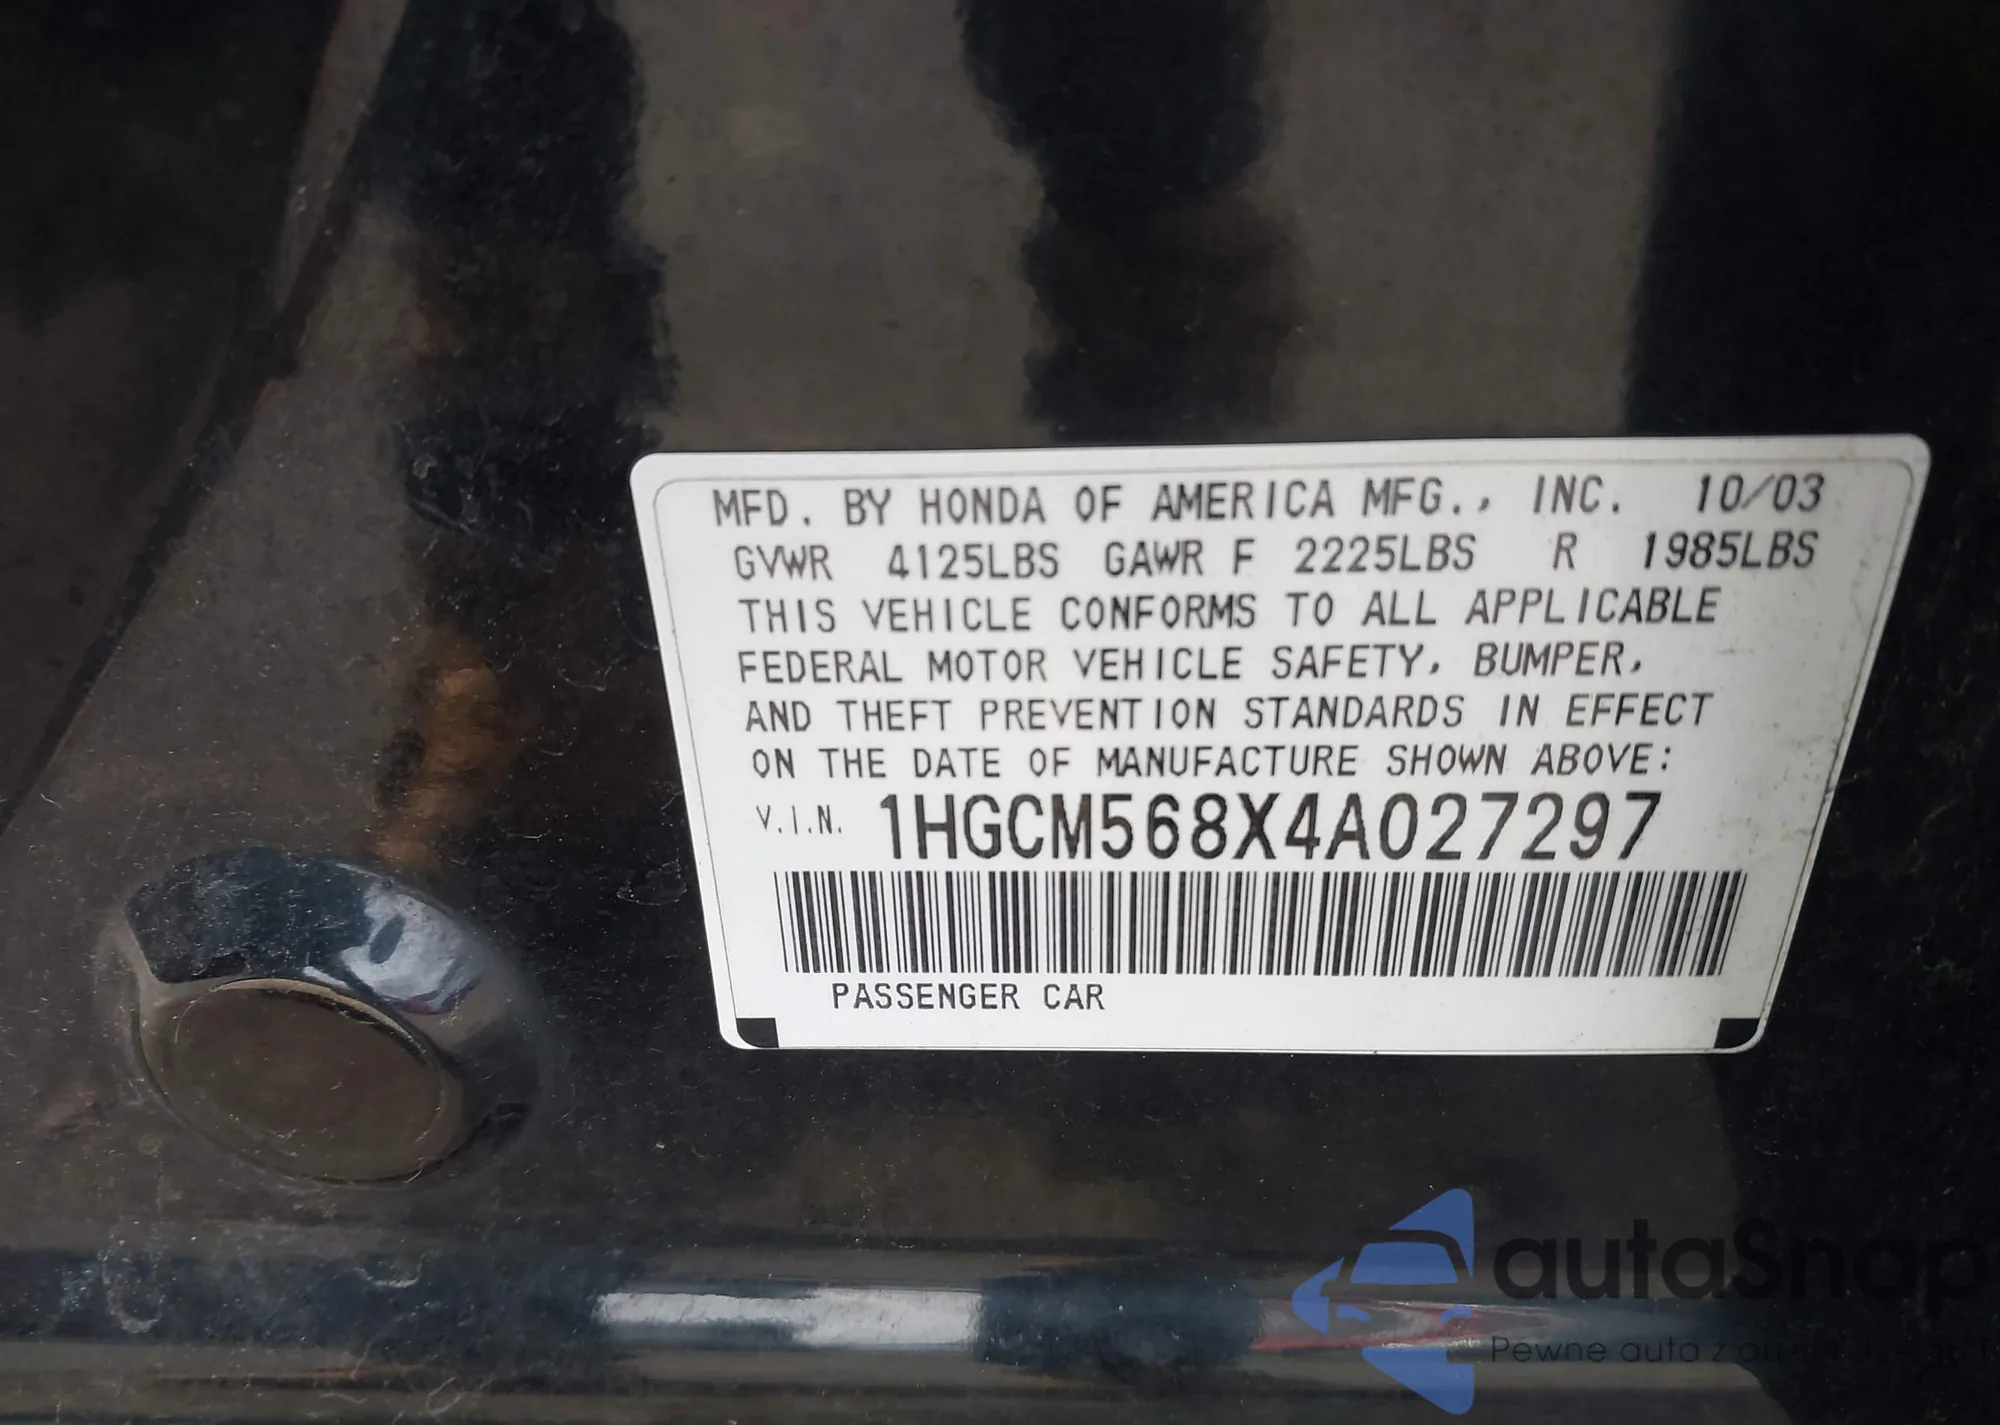 MFD. BY HONDA OF AMERICA MFG., INC. 10/03
GVWR 4125LBS GAWR F 2225LBS R 1985LBS
THIS VEHICLE CONFORMS TO ALL APPLICABLE
FEDERAL MOTOR VEHICLE SAFETY, BUMPER,
AND THEFT PREVENTION STANDARDS IN EFFECT
ON THE DATE OF MANUFACTURE SHOWN ABOVE:
V.I.N. 1HGCM568X4A027297
PASSENGER CAR
autaSnap
Pewne auta z